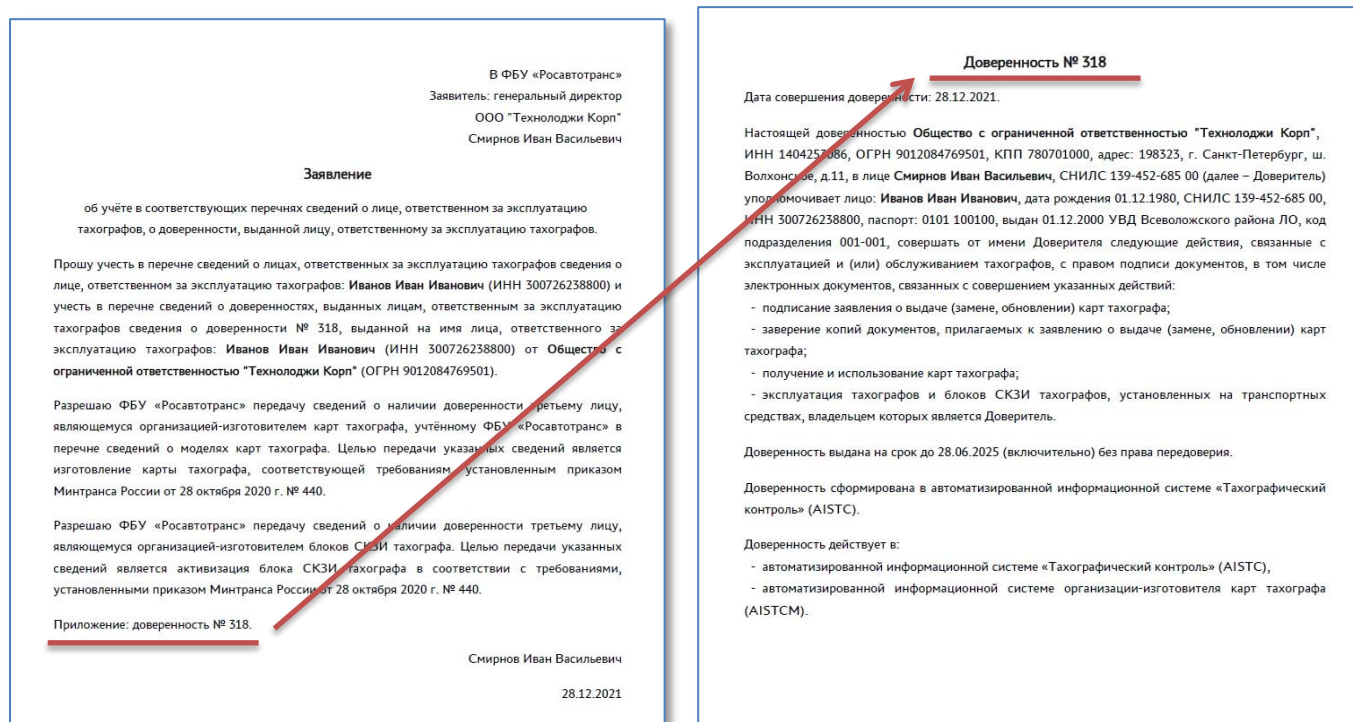 В ФБУ «Росавтотранс»
Заявитель: генеральный директор
ООО "Технолоджи Корп"
Смирнов Иван Васильевич
Заявление
об учёте в соответствующих перечнях сведений о лице, ответственном за эксплуатацию
тахографов, о доверенности, выданной лицу, ответственному за эксплуатацию тахографов.
Прошу учесть в перечне сведений о лицах, ответственных за эксплуатацию тахографов сведения о
лице, ответственном за эксплуатацию тахографов: Иванов Иван Иванович (ИНН 300726238800) и
учесть в перечне сведений о доверенностях, выданных лицам, ответственным за эксплуатацию
тахографов сведения о доверенности № 318, выданной на имя лица, ответственного за
эксплуатацию тахографов: Иванов Иван Иванович (ИНН 300726238800) от Общество с
ограниченной ответственностью "Технолоджи Корп" (ОГРН 9012084769501).
Разрешаю ФБУ «Росавтотранс» передачу сведений о наличии доверенности третьему лицу,
являющемуся организацией-изготовителем карт тахографа, учтённому ФБУ «Росавтотранс» в
перечне сведений о моделях карт тахографа. Целью передачи указанных сведений является
изготовление карты тахографа, соответствующей требованиям, установленным приказом
Минтранса России от 28 октября 2020 г. № 440.
Разрешаю ФБУ «Росавтотранс» передачу сведений о наличии доверенности третьему лицу,
являющемуся организацией-изготовителем блоков СКЗИ тахографа. Целью передачи указанных
сведений является активизация блока СКЗИ тахографа в соответствии с требованиями,
установленными приказом Минтранса России от 28 октября 2020 г. № 440.
Приложение: доверенность № 318.
Смирнов Иван Васильевич
28.12.2021
Доверенность № 318
Дата совершения доверенности: 28.12.2021.
Настоящей доверенностью Общество с ограниченной ответственностью "Технолоджи Корп",
ИНН 1404257086, ОГРН 9012084769501, КПП 780701000, адрес: 198323, г. Санкт-Петербург, ш.
Волхонское, д.11, в лице Смирнов Иван Васильевич, СНИЛС 139-452-685 00 (далее – Доверитель)
уполномочивает лицо: Иванов Иван Иванович, дата рождения 01.12.1980, СНИЛС 139-452-685 00,
ИНН 300726238800, паспорт: 0101 100100, выдан 01.12.2000 УВД Всеволожского района ЛО, код
подразделения 001-001, совершать от имени Доверителя следующие действия, связанные с
эксплуатацией и (или) обслуживанием тахографов, с правом подписи документов, в том числе
электронных документов, связанных с совершением указанных действий:
- подписание заявления о выдаче (замене, обновлении) карт тахографа;
- заверение копий документов, прилагаемых к заявлению о выдаче (замене, обновлении) карт
тахографа;
- получение и использование карт тахографа;
- эксплуатация тахографов и блоков СКЗИ тахографов, установленных на транспортных
средствах, владельцем которых является Доверитель.
Доверенность выдана на срок до 28.06.2025 (включительно) без права передоверия.
Доверенность сформирована в автоматизированной информационной системе «Тахографический
контроль» (AISTC).
Доверенность действует в:
- автоматизированной информационной системе «Тахографический контроль» (AISTC),
- автоматизированной информационной системе организации-изготовителя карт тахографа
(AISTCM).